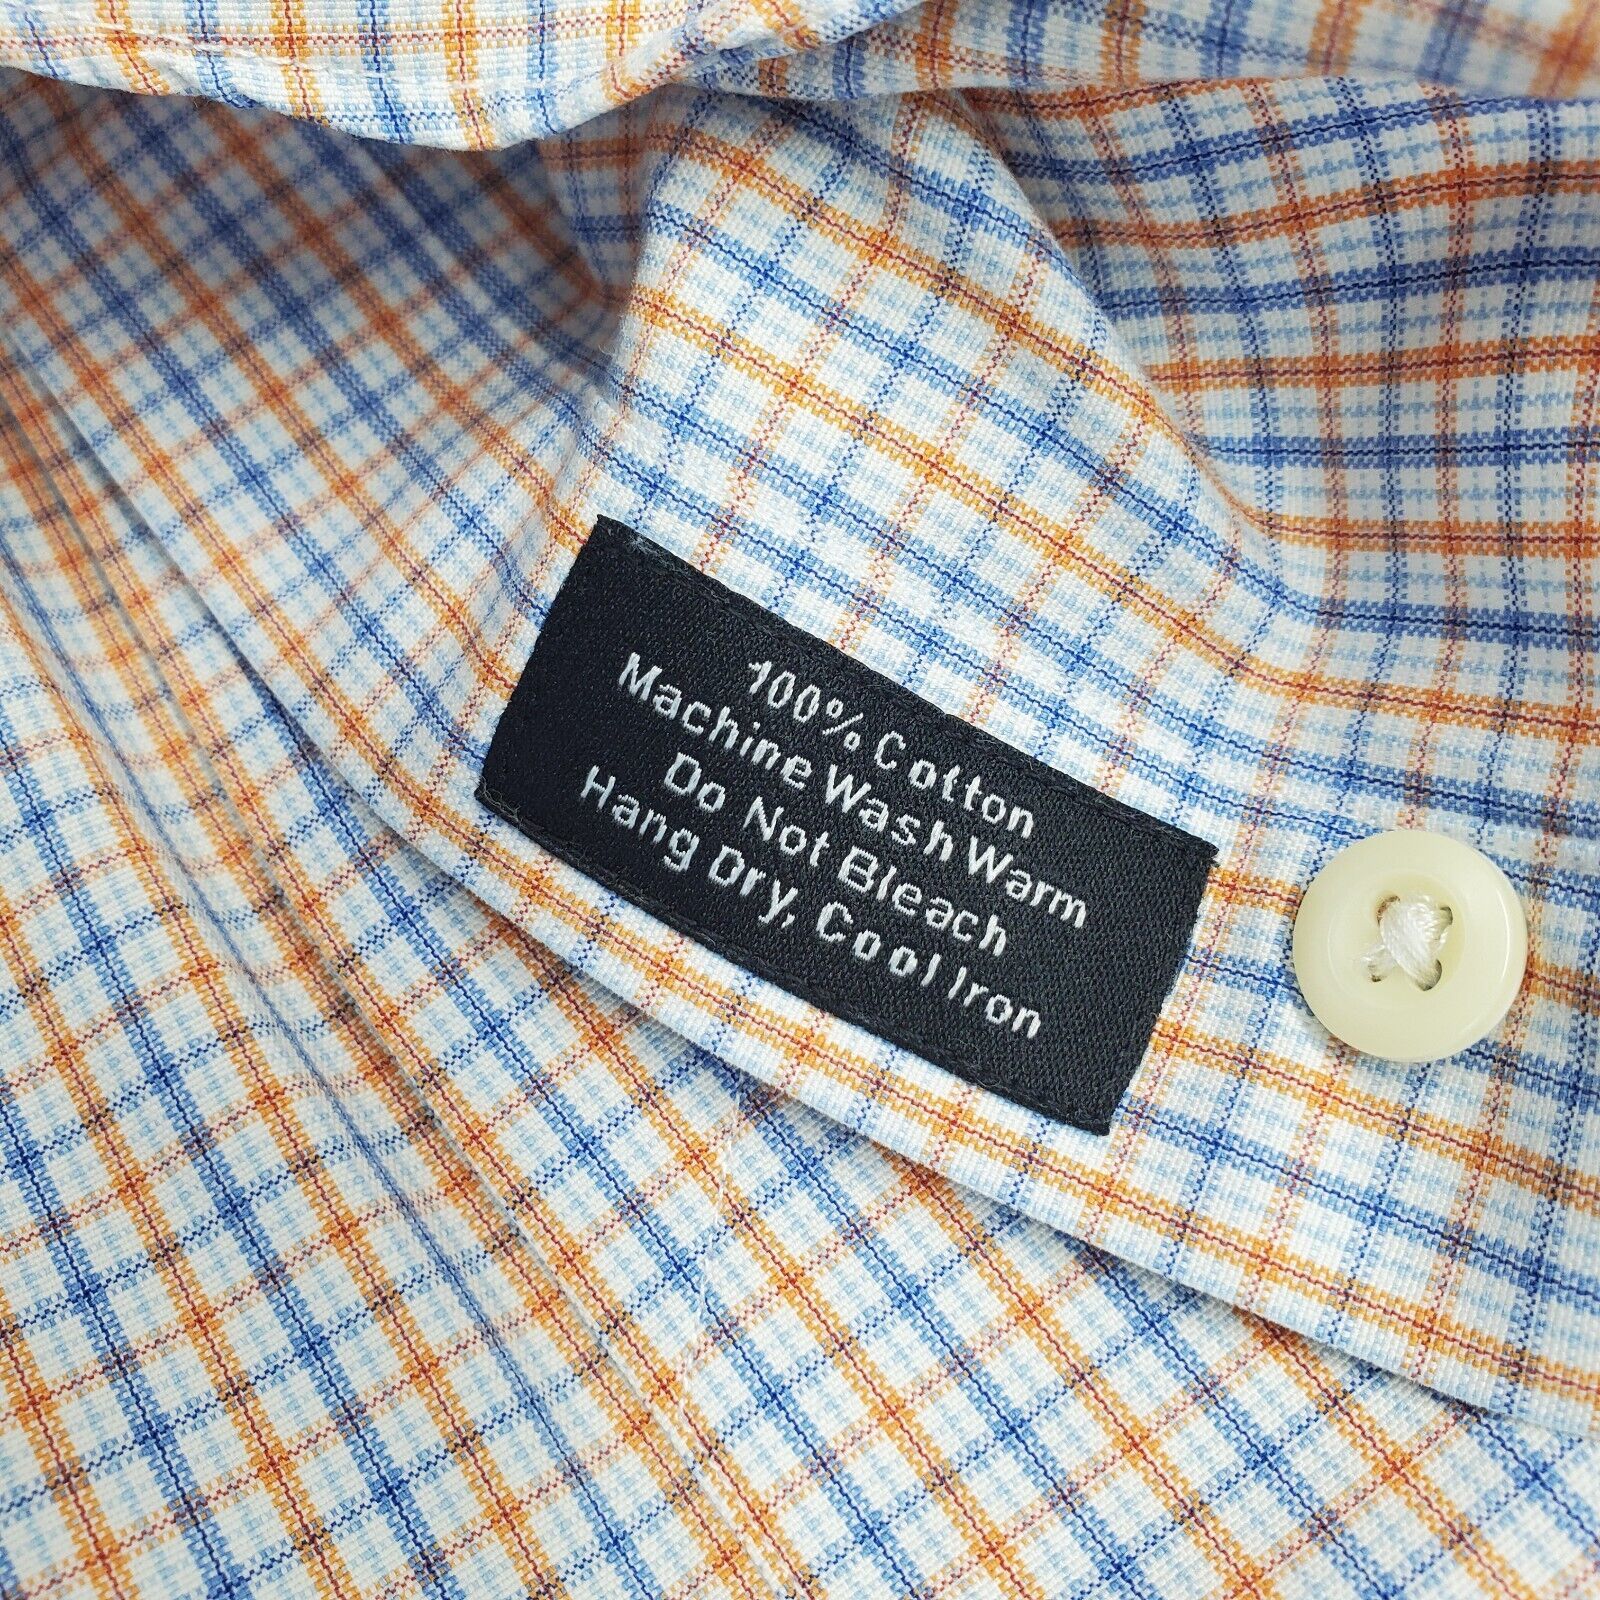 100% Cotton
Machine Wash Warm
Do Not Bleach
Hang Dry, Cool Iron